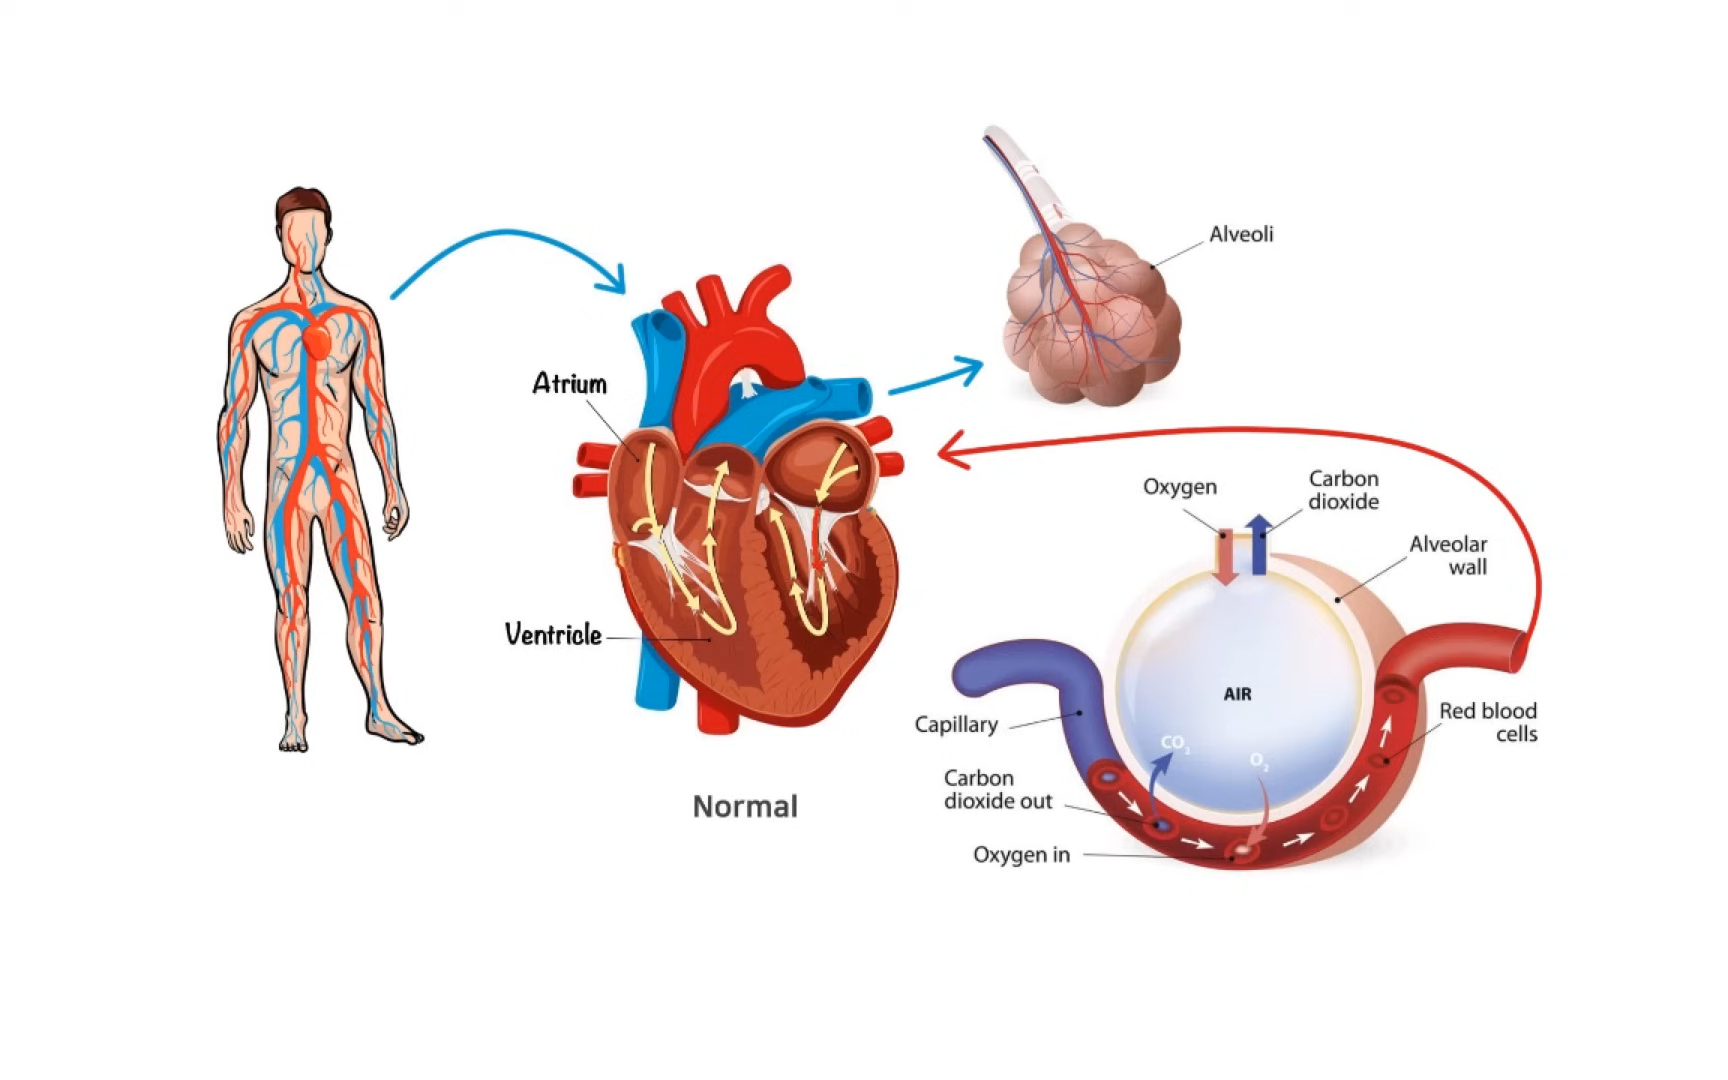 Alveoli
Atrium
Oxygen
Carbon
dioxide
Alveolar
wall
Ventricle
AIR
Capillary
Red blood
cells
CO2
O2
Carbon
dioxide out
Normal
Oxygen in